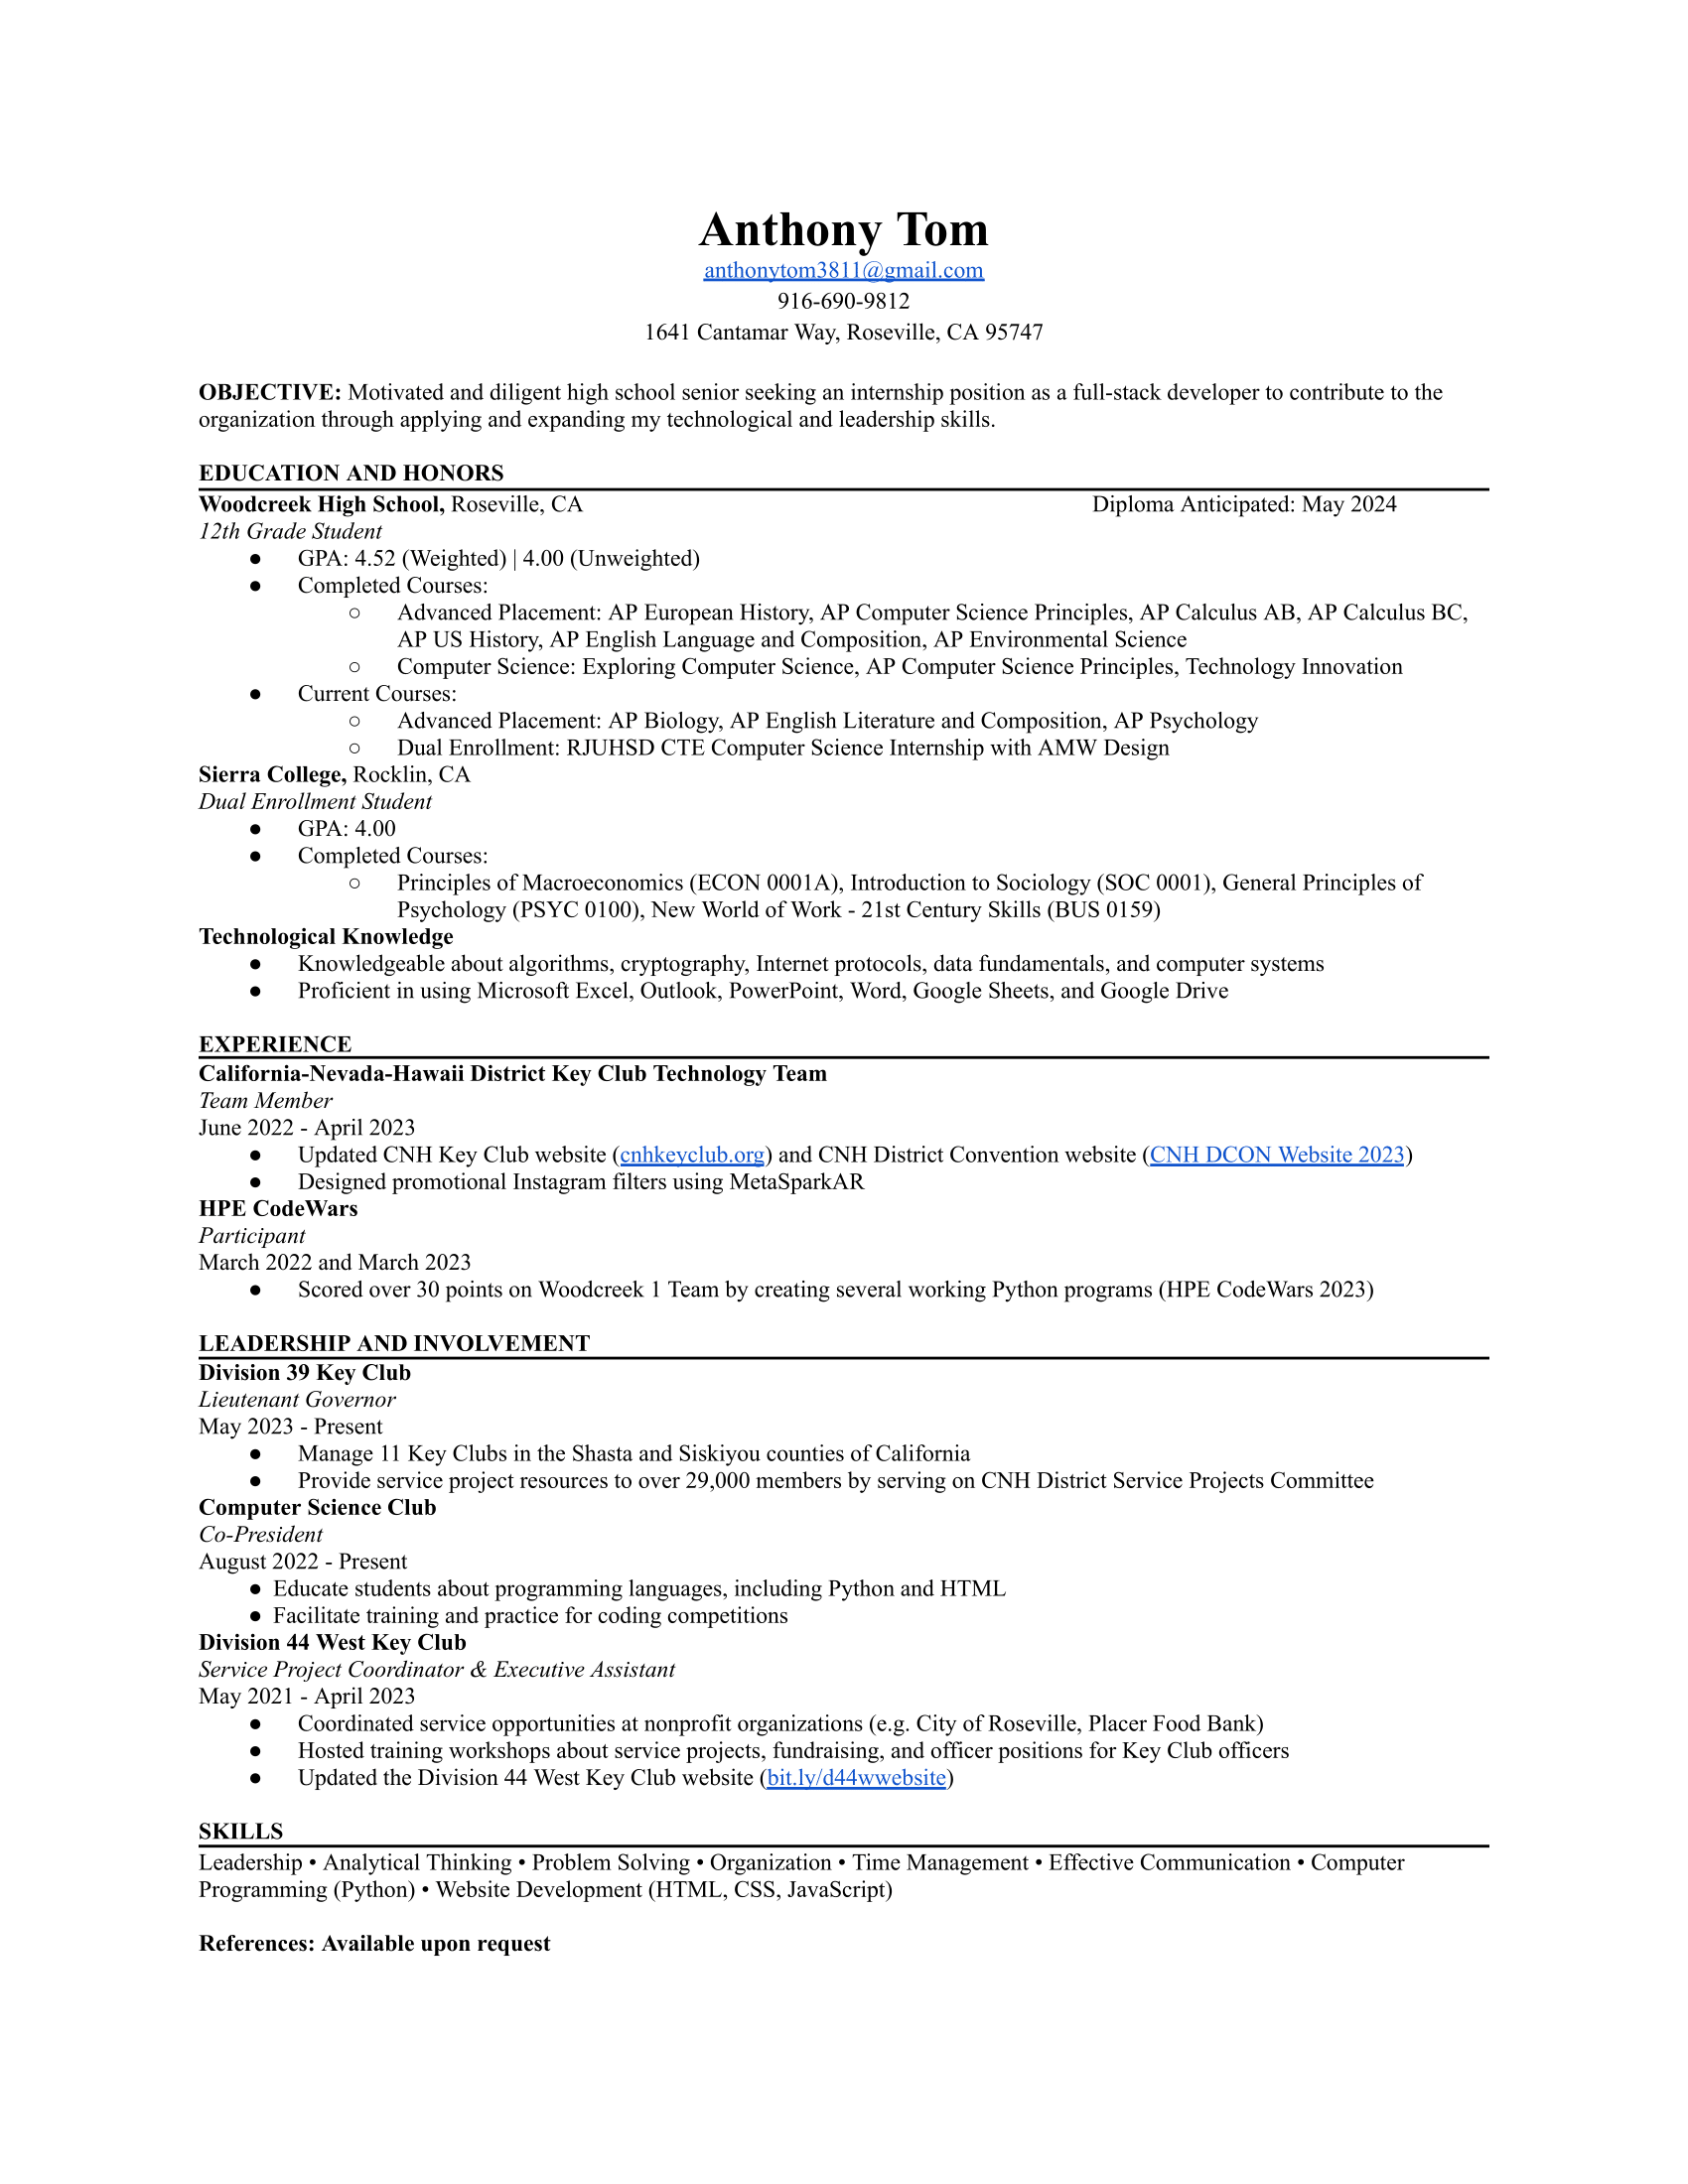 Anthony Tom
anthonytom3811@gmail.com
916-690-9812
1641 Cantamar Way, Roseville, CA 95747
OBJECTIVE: Motivated and diligent high school senior seeking an internship position as a full-stack developer to contribute to the
organization through applying and expanding my technological and leadership skills.
EDUCATION AND HONORS
Woodcreek High School, Roseville, CA Diploma Anticipated: May 2024
12th Grade Student
● GPA: 4.52 (Weighted) | 4.00 (Unweighted)
● Completed Courses:
○ Advanced Placement: AP European History, AP Computer Science Principles, AP Calculus AB, AP Calculus BC,
AP US History, AP English Language and Composition, AP Environmental Science
○ Computer Science: Exploring Computer Science, AP Computer Science Principles, Technology Innovation
● Current Courses:
○ Advanced Placement: AP Biology, AP English Literature and Composition, AP Psychology
○ Dual Enrollment: RJUHSD CTE Computer Science Internship with AMW Design
Sierra College, Rocklin, CA
Dual Enrollment Student
● GPA: 4.00
● Completed Courses:
○ Principles of Macroeconomics (ECON 0001A), Introduction to Sociology (SOC 0001), General Principles of
Psychology (PSYC 0100), New World of Work - 21st Century Skills (BUS 0159)
Technological Knowledge
● Knowledgeable about algorithms, cryptography, Internet protocols, data fundamentals, and computer systems
● Proficient in using Microsoft Excel, Outlook, PowerPoint, Word, Google Sheets, and Google Drive
EXPERIENCE
California-Nevada-Hawaii District Key Club Technology Team
Team Member
June 2022 - April 2023
● Updated CNH Key Club website (cnhkeyclub.org) and CNH District Convention website (CNH DCON Website 2023)
● Designed promotional Instagram filters using MetaSparkAR
HPE CodeWars
Participant
March 2022 and March 2023
● Scored over 30 points on Woodcreek 1 Team by creating several working Python programs (HPE CodeWars 2023)
LEADERSHIP AND INVOLVEMENT
Division 39 Key Club
Lieutenant Governor
May 2023 - Present
● Manage 11 Key Clubs in the Shasta and Siskiyou counties of California
● Provide service project resources to over 29,000 members by serving on CNH District Service Projects Committee
Computer Science Club
Co-President
August 2022 - Present
● Educate students about programming languages, including Python and HTML
● Facilitate training and practice for coding competitions
Division 44 West Key Club
Service Project Coordinator & Executive Assistant
May 2021 - April 2023
● Coordinated service opportunities at nonprofit organizations (e.g. City of Roseville, Placer Food Bank)
● Hosted training workshops about service projects, fundraising, and officer positions for Key Club officers
● Updated the Division 44 West Key Club website (bit.ly/d44wwebsite)
SKILLS
Leadership • Analytical Thinking • Problem Solving • Organization • Time Management • Effective Communication • Computer
Programming (Python) • Website Development (HTML, CSS, JavaScript)
References: Available upon request